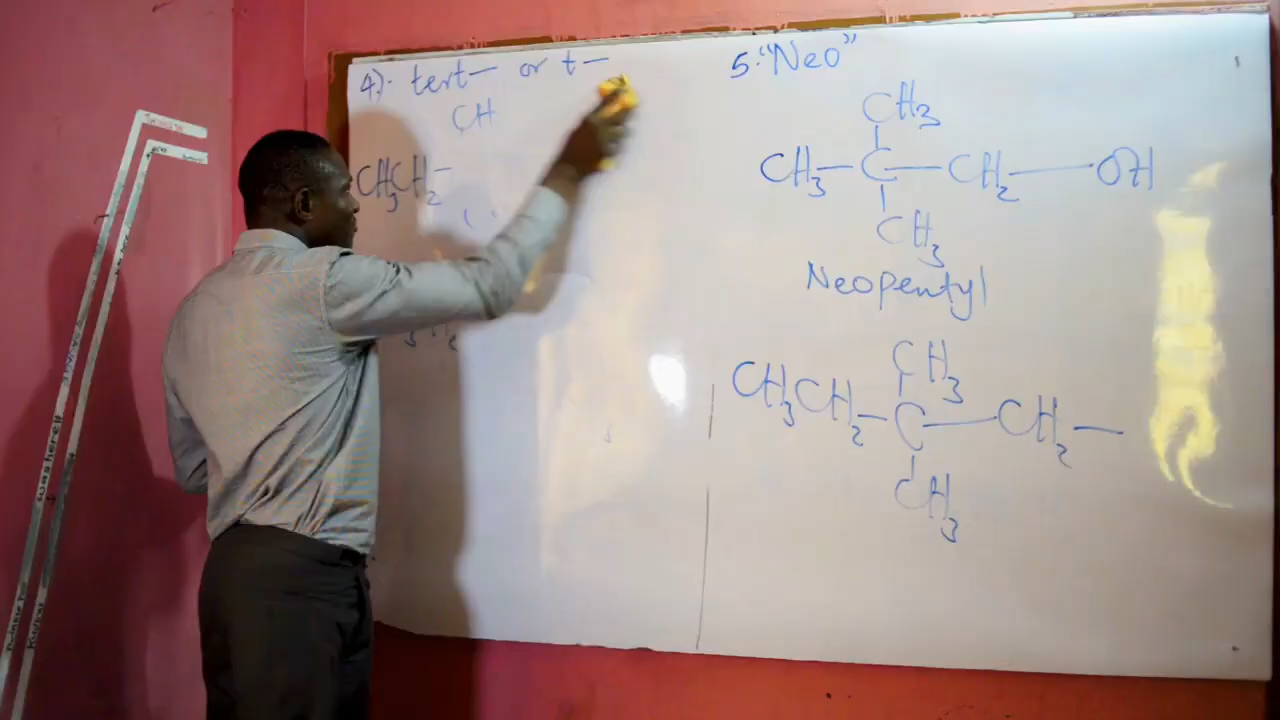 4). tert— or t—
CH
CH3CH2—
5. "Neo"
CH3
CH3—C—CH2—OH
CH3
Neopentyl
CH3
CH3CH2—C—CH2—
CH3